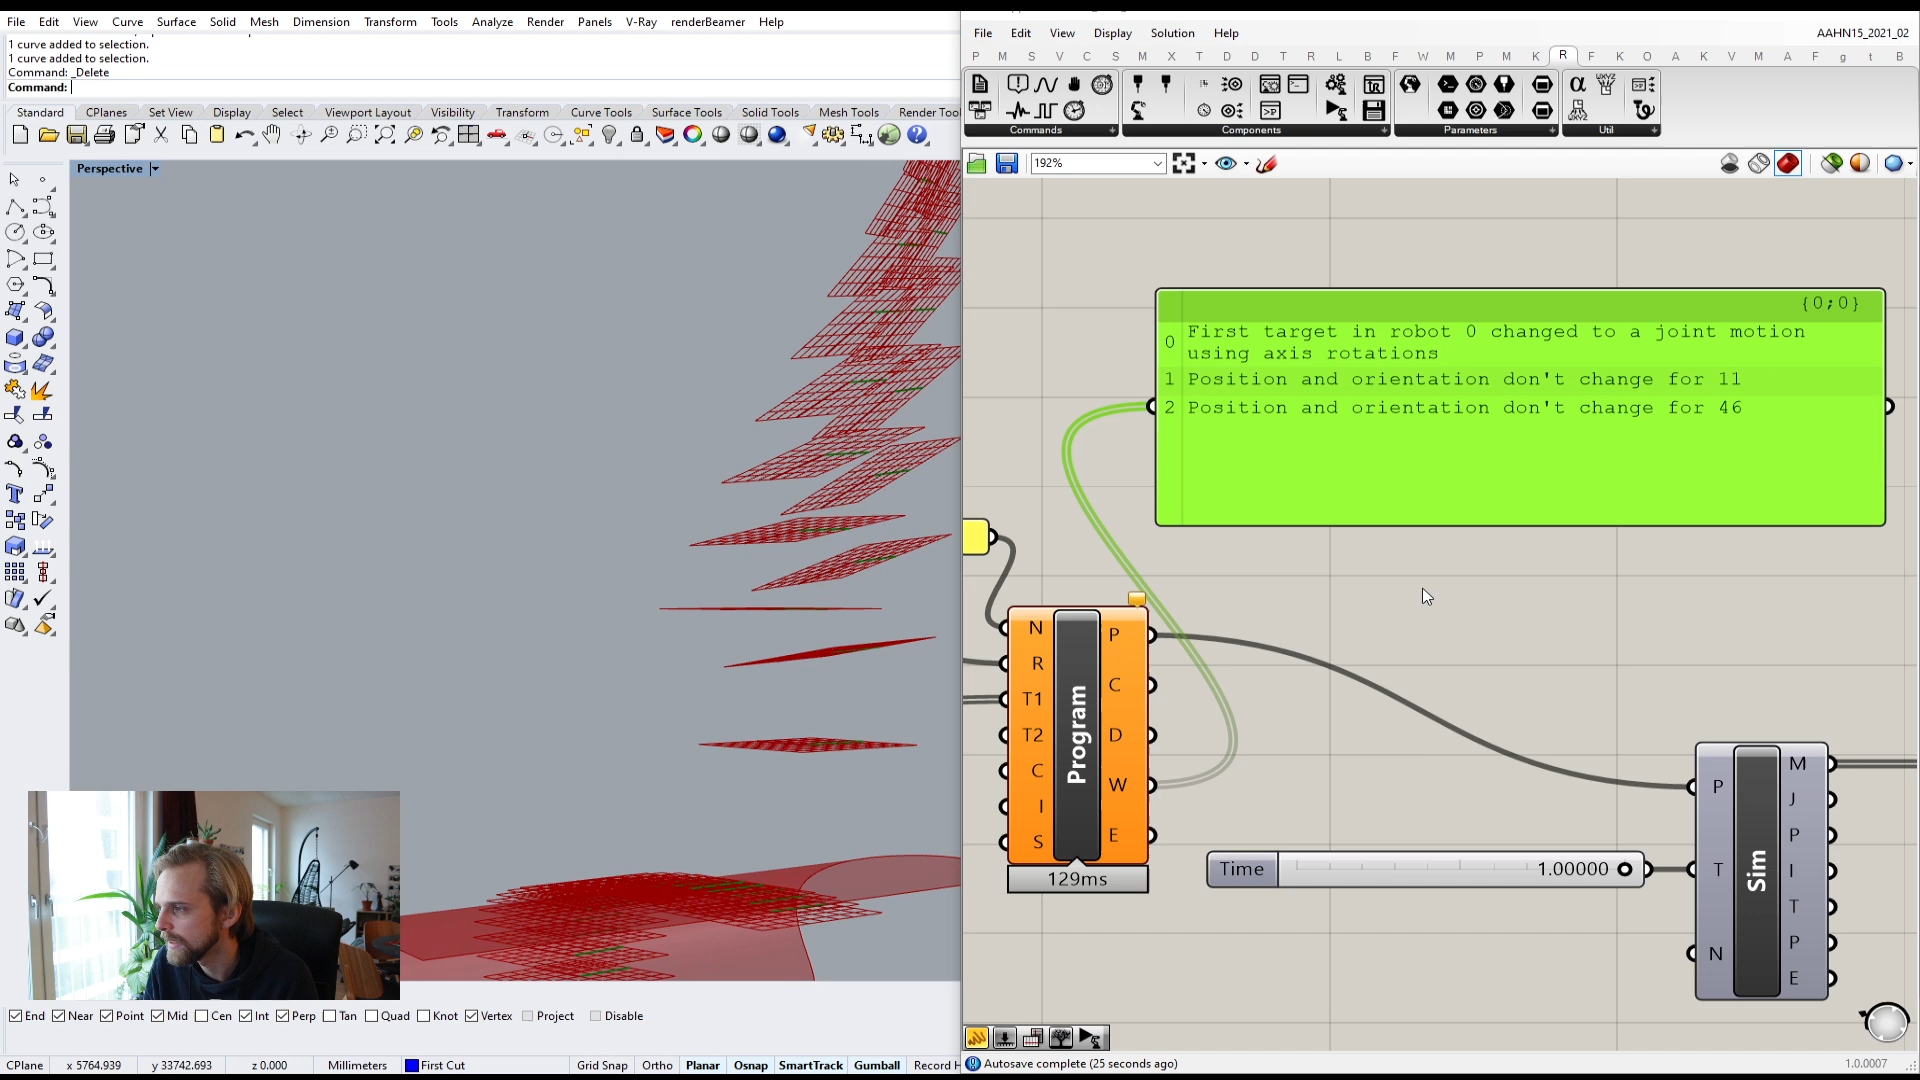 File Edit View Curve Surface Solid Mesh Dimension Transform Tools Analyze Render Panels V-Ray renderBeamer Help
1 curve added to selection.
1 curve added to selection.
Command: _Delete
Command:
Standard CPlanes Set View Display Select Viewport Layout Visibility Transform Curve Tools Surface Tools Solid Tools Mesh Tools Render Too
Perspective
End Near Point Mid Cen Int Perp Tan Quad Knot Vertex Project Disable
CPlane x 5764.939 y 33742.693 z 0.000 Millimeters First Cut Grid Snap Ortho Planar Osnap SmartTrack Gumball Record H
File Edit View Display Solution Help AAHN15_2021_02
P M S V C S M X T D D T R L B F W M P M K R F K O A K V M A F g t B
Commands Components Parameters Util
192%
{0;0}
0 First target in robot 0 changed to a joint motion
using axis rotations
1 Position and orientation don't change for 11
2 Position and orientation don't change for 46
N
R
T1
T2
C
I
S
Program
P
C
D
W
E
129ms
Time 1.00000
P
T
N
Sim
M
J
P
I
T
P
E
Autosave complete (25 seconds ago) 1.0.0007